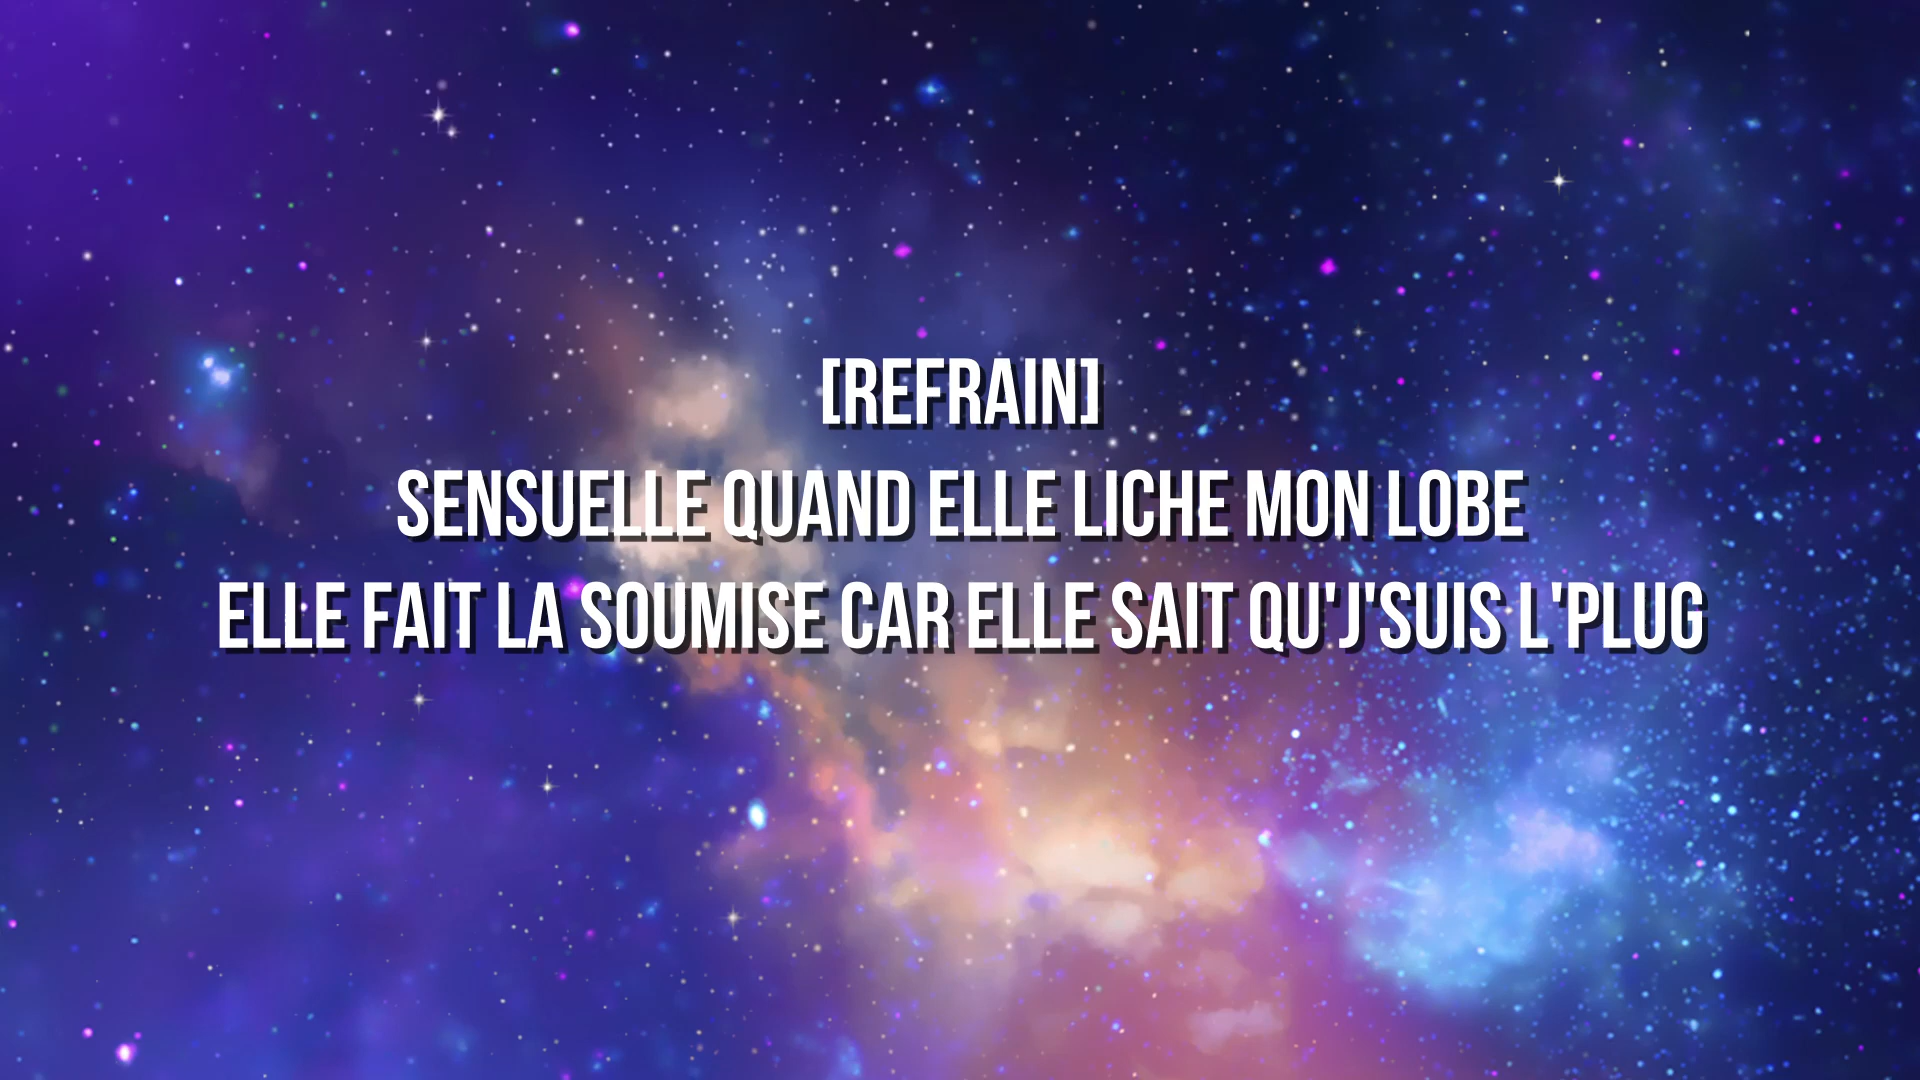 [REFRAIN]
SENSUELLE QUAND ELLE LICHE MON LOBE
ELLE FAIT LA SOUMISE CAR ELLE SAIT QU'J'SUIS L'PLUG